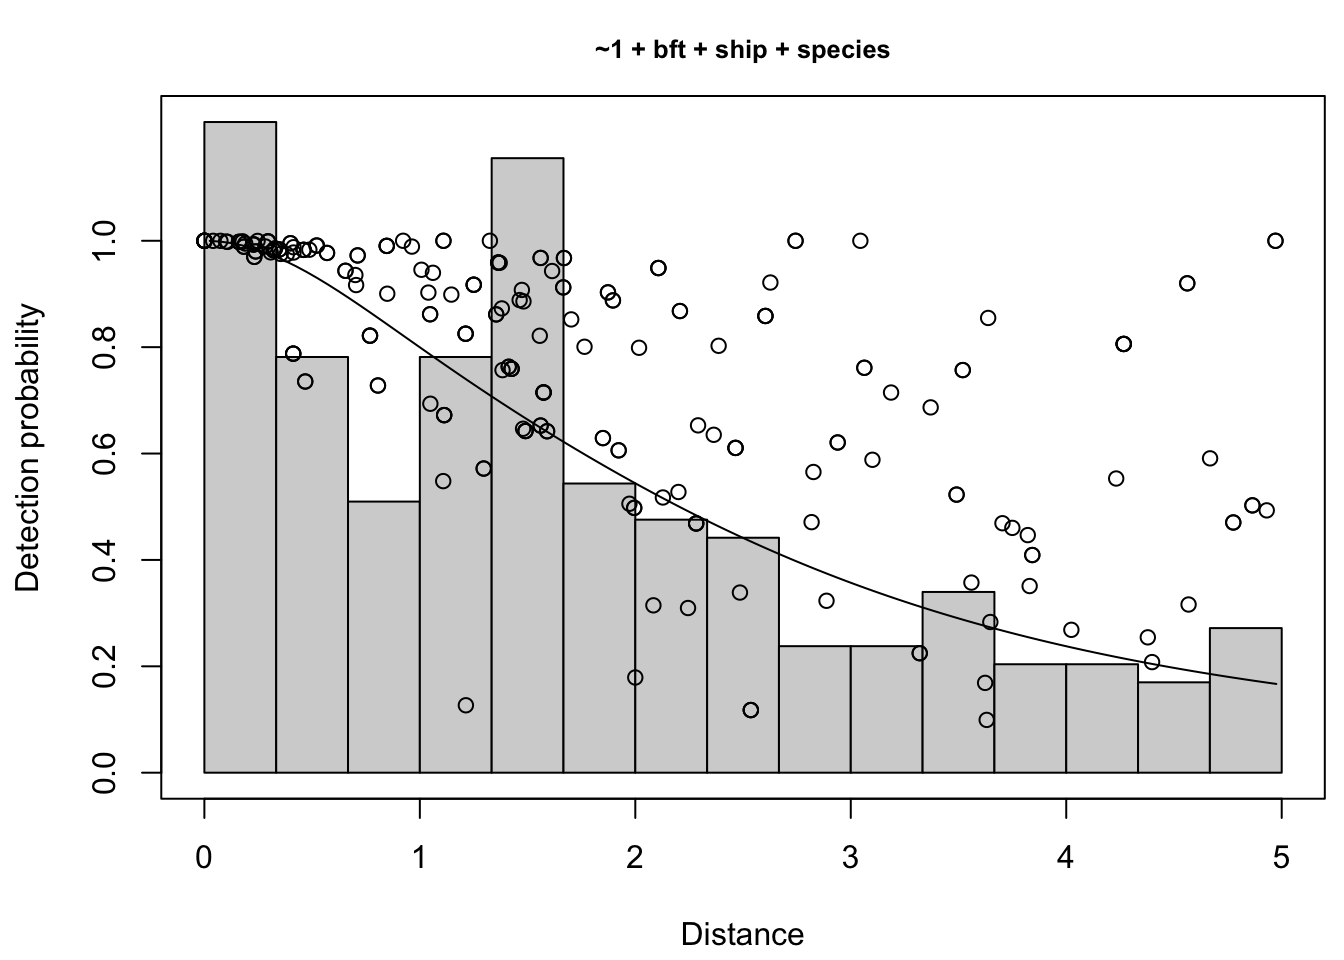 ~1 + bft + ship + species
Detection probability
1.0
0.8
0.6
0.4
0.2
0.0
0 1 2 3 4 5
Distance